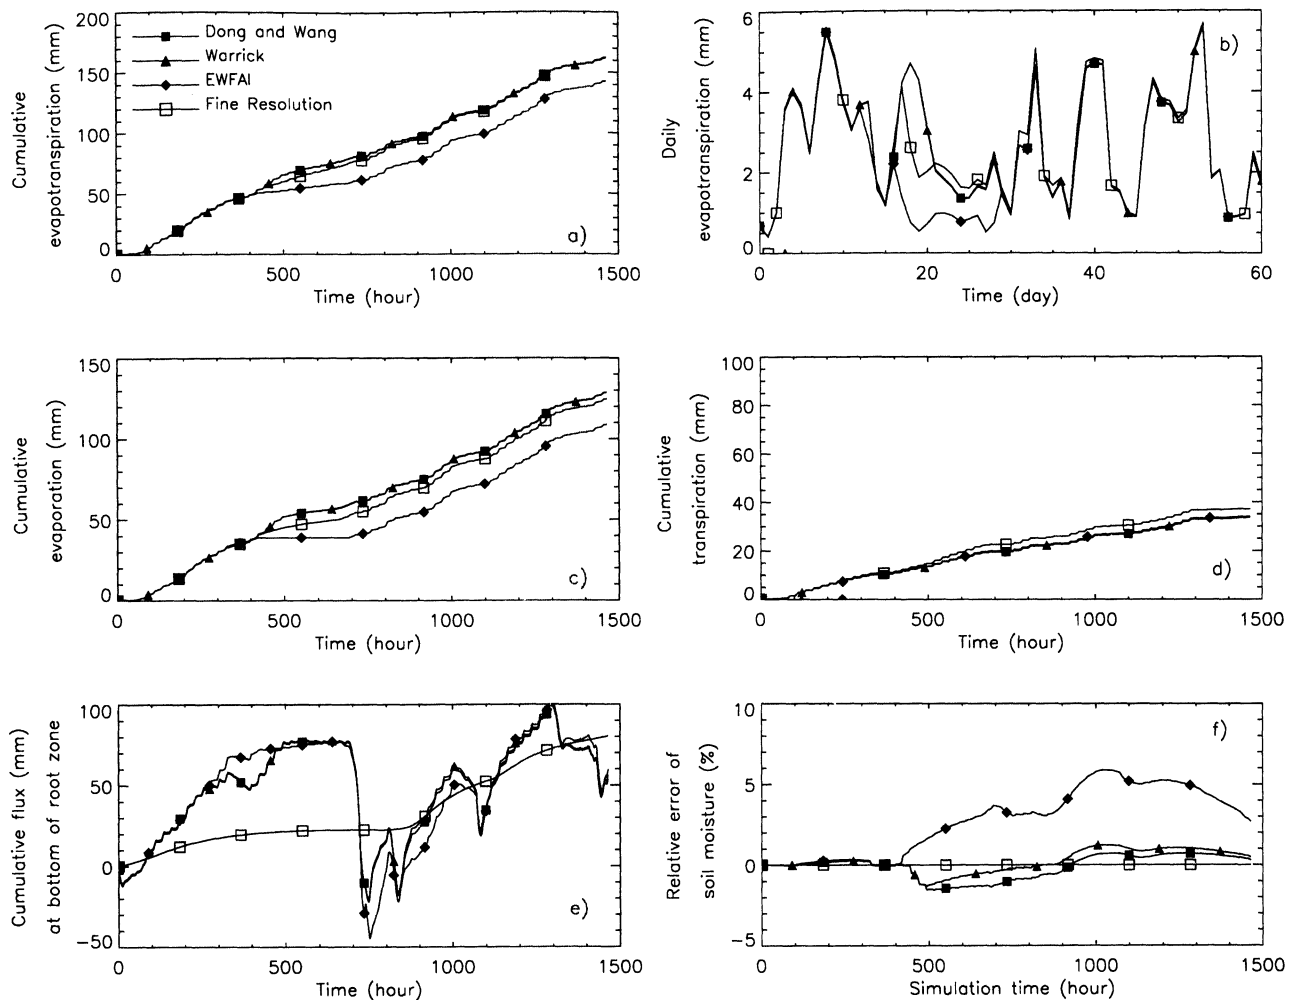 200
150
100
50
0
Cumulative
evapotranspiration (mm)
Dong and Wang
Warrick
EWFAI
Fine Resolution
a)
0
500
1000
1500
Time (hour)
6
4
2
0
Daily
evapotranspiration (mm)
b)
0
20
40
60
Time (day)
150
100
50
0
Cumulative
evaporation (mm)
c)
0
500
1000
1500
Time (hour)
100
80
60
40
20
0
Cumulative
transpiration (mm)
d)
0
500
1000
1500
Time (hour)
100
50
0
−50
Cumulative flux (mm)
at bottom of root zone
e)
0
500
1000
1500
Time (hour)
10
5
0
−5
Relative error of
soil moisture (%)
f)
0
500
1000
1500
Simulation time (hour)